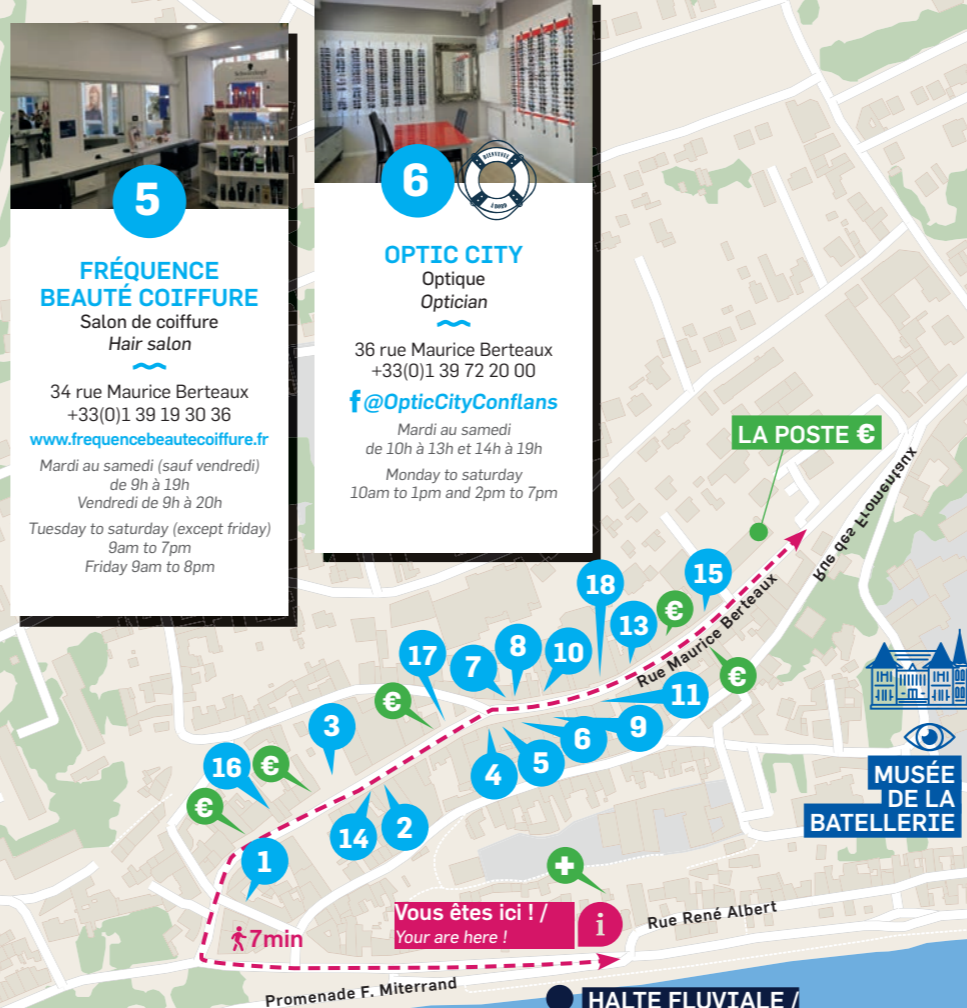 5
FRÉQUENCE
BEAUTÉ COIFFURE
Salon de coiffure
Hair salon
34 rue Maurice Berteaux
+33(0)1 39 19 30 36
www.frequencebeautecoiffure.fr
Mardi au samedi (sauf vendredi)
de 9h à 19h
Vendredi de 9h à 20h
Tuesday to saturday (except friday)
9am to 7pm
Friday 9am to 8pm
6
BIENVENUE
À BORD
OPTIC CITY
Optique
Optician
36 rue Maurice Berteaux
+33(0)1 39 72 20 00
f @OpticCityConflans
Mardi au samedi
de 10h à 13h et 14h à 19h
Monday to saturday
10am to 1pm and 2pm to 7pm
LA POSTE €
Rue des Fromentaux
18
15
€
13
Rue Maurice Berteaux
€
17
7
8
10
11
€
3
9
6
5
4
16
€
€
14
2
1
MUSÉE
DE LA
BATELLERIE
+
Vous êtes ici ! /
Your are here !
i
Rue René Albert
7min
Promenade F. Miterrand
HALTE FLUVIALE /